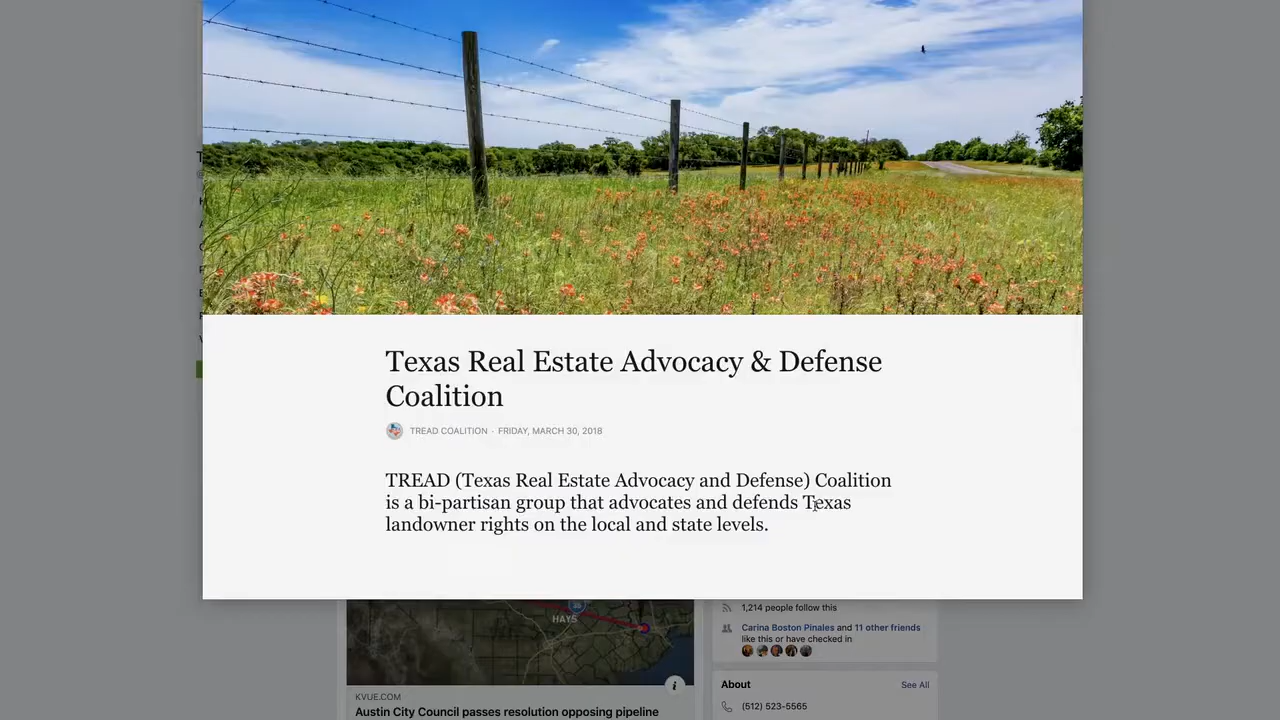 Texas Real Estate Advocacy & Defense
Coalition
TREAD COALITION · FRIDAY, MARCH 30, 2018
TREAD (Texas Real Estate Advocacy and Defense) Coalition
is a bi-partisan group that advocates and defends Texas
landowner rights on the local and state levels.
HAYS
KVUE.COM
Austin City Council passes resolution opposing pipeline
1,214 people follow this
Carina Boston Pinales and 11 other friends
like this or have checked in
About See All
(512) 523-5565